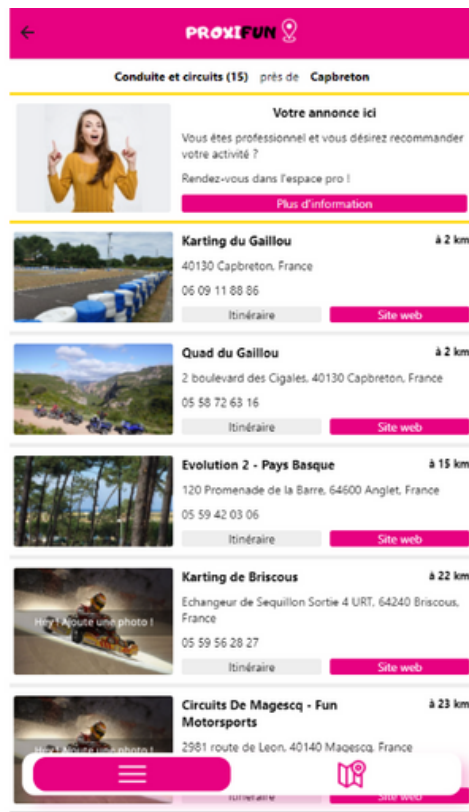 PROXIFUN
Conduite et circuits (15) près de Capbreton
Votre annonce ici
Vous êtes professionnel et vous désirez recommander
votre activité ?
Rendez-vous dans l'espace pro !
Plus d'information
Karting du Gaillou à 2 km
40130 Capbreton, France
06 09 11 88 86
Itinéraire Site web
Quad du Gaillou à 2 km
2 boulevard des Cigales, 40130 Capbreton, France
05 58 72 63 16
Itinéraire Site web
Evolution 2 - Pays Basque à 15 km
120 Promenade de la Barre, 64600 Anglet, France
05 59 42 03 06
Itinéraire Site web
Karting de Briscous à 22 km
Echangeur de Sequillon Sortie 4 URT, 64240 Briscous,
France
Hey ! Ajoute une photo !
05 59 56 28 27
Itinéraire Site web
Circuits De Magescq - Fun à 23 km
Motorsports
2981 route de Leon, 40140 Magescq, France
Hey ! Ajoute une photo !
Itinéraire Site web